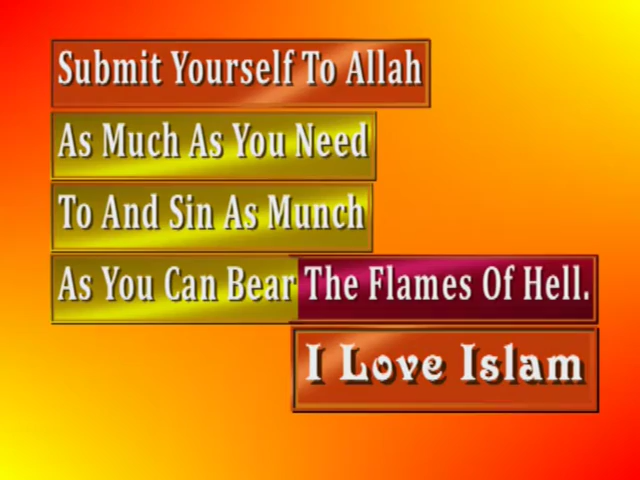 Submit Yourself To Allah
As Much As You Need
To And Sin As Munch
As You Can Bear The Flames Of Hell.
I Love Islam